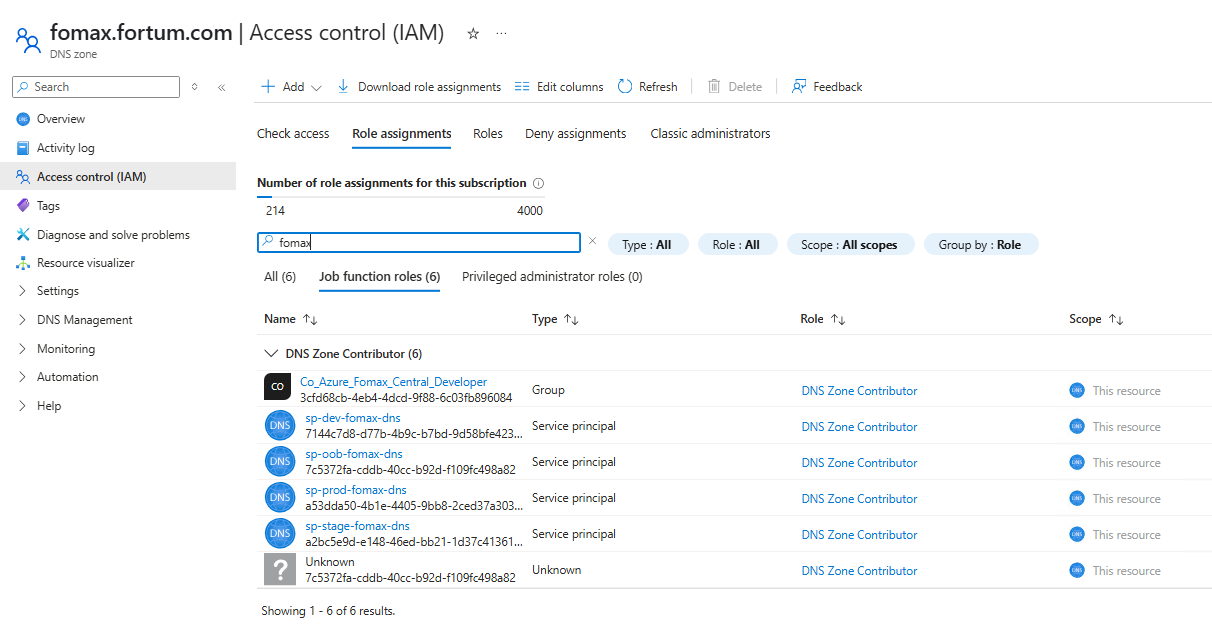 fomax.fortum.com | Access control (IAM) ☆ ...
DNS zone
Search
Add Download role assignments Edit columns Refresh Delete Feedback
Overview
Activity log
Access control (IAM)
Tags
Diagnose and solve problems
Resource visualizer
Settings
DNS Management
Monitoring
Automation
Help
Check access Role assignments Roles Deny assignments Classic administrators
Number of role assignments for this subscription
214 4000
fomax Type : All Role : All Scope : All scopes Group by : Role
All (6) Job function roles (6) Privileged administrator roles (0)
Name Type Role Scope
DNS Zone Contributor (6)
CO Co_Azure_Fomax_Central_Developer Group DNS Zone Contributor DNS This resource
3cfd68cb-4eb4-4dcd-9f88-6c03fb896084
DNS sp-dev-fomax-dns Service principal DNS Zone Contributor DNS This resource
7144c7d8-d77b-4b9c-b7bd-9d58bfe423...
DNS sp-oob-fomax-dns Service principal DNS Zone Contributor DNS This resource
7c5372fa-cddb-40cc-b92d-f109fc498a82
DNS sp-prod-fomax-dns Service principal DNS Zone Contributor DNS This resource
a53dda50-4b1e-4405-9bb8-2ced37a303...
DNS sp-stage-fomax-dns Service principal DNS Zone Contributor DNS This resource
a2bc5e9d-e148-46ed-bb21-1d37c41361...
? Unknown Unknown DNS Zone Contributor DNS This resource
7c5372fa-cddb-40cc-b92d-f109fc498a82
Showing 1 - 6 of 6 results.